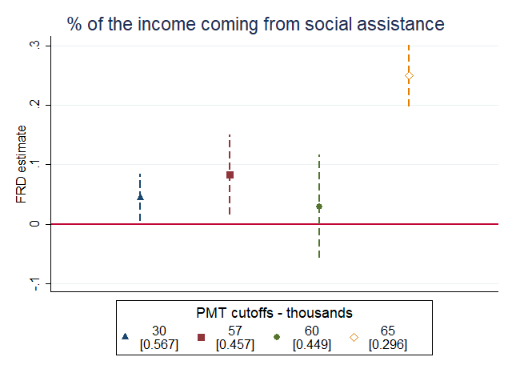 % of the income coming from social assistance
FRD estimate
.3
.2
.1
0
-.1
PMT cutoffs - thousands
30 57 60 65
[0.567] [0.457] [0.449] [0.296]